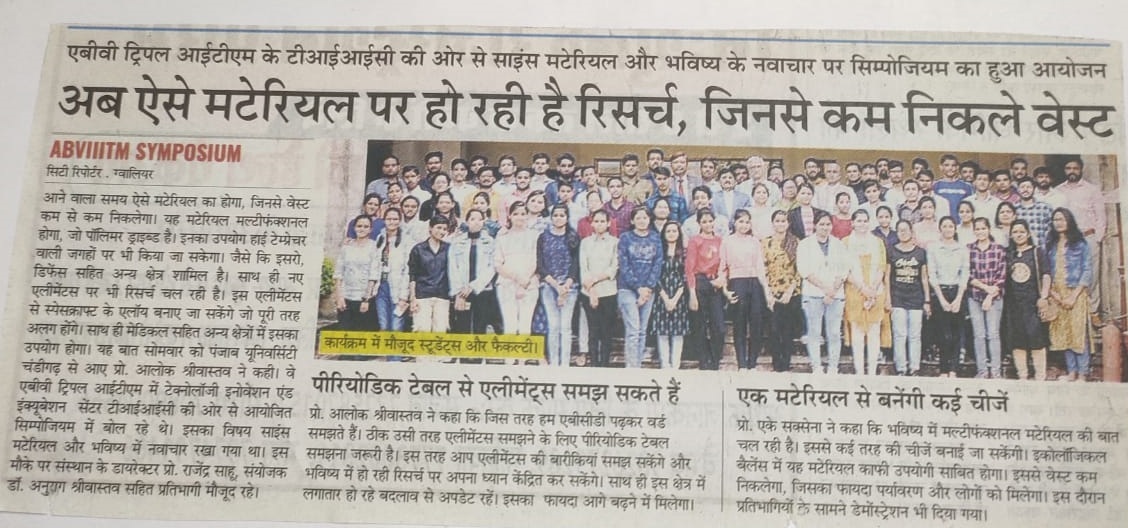 एबीवी ट्रिपल आईटीएम के टीआईआईसी की ओर से साइंस मटेरियल और भविष्य के नवाचार पर सिम्पोजियम का हुआ आयोजन
अब ऐसे मटेरियल पर हो रही है रिसर्च, जिनसे कम निकले वेस्ट
ABVIIITM SYMPOSIUM
सिटी रिपोर्टर . ग्वालियर
आने वाला समय ऐसे मटेरियल का होगा, जिनसे वेस्ट
कम से कम निकलेगा। यह मटेरियल मल्टीफंक्शनल
होगा, जो पॉलिमर ड्राइव्ड है। इनका उपयोग हाई टेम्प्रेचर
वाली जगहों पर भी किया जा सकेगा। जैसे कि इसरो,
डिफेंस सहित अन्य क्षेत्र शामिल है। साथ ही नए
एलीमेंटस पर भी रिसर्च चल रही है। इस एलीमेंटस
से स्पेसक्राफ्ट के एलॉय बनाए जा सकेंगे जो पूरी तरह
अलग होंगे। साथ ही मेडिकल सहित अन्य क्षेत्रों में इसका
उपयोग होगा। यह बात सोमवार को पंजाब यूनिवर्सिटी
चंडीगढ़ से आए प्रो. आलोक श्रीवास्तव ने कही। वे
एबीवी ट्रिपल आईटीएम में टेक्नोलॉजी इनोवेशन एंड
इंक्यूबेशन सेंटर टीआईआईसी की ओर से आयोजित
सिम्पोजियम में बोल रहे थे। इसका विषय साइंस
मटेरियल और भविष्य में नवाचार रखा गया था। इस
मौके पर संस्थान के डायरेक्टर प्रो. राजेंद्र साहू, संयोजक
डॉ. अनुराग श्रीवास्तव सहित प्रतिभागी मौजूद रहे।
कार्यक्रम में मौजूद स्टूडेंट्स और फैकल्टी।
पीरियोडिक टेबल से एलीमेंट्स समझ सकते हैं
प्रो. आलोक श्रीवास्तव ने कहा कि जिस तरह हम एबीसीडी पढ़कर वर्ड
समझते हैं। ठीक उसी तरह एलीमेंटस समझने के लिए पीरियोडिक टेबल
समझना जरूरी है। इस तरह आप एलीमेंटस की बारीकियां समझ सकेंगे और
भविष्य में हो रही रिसर्च पर अपना ध्यान केंद्रित कर सकेंगे। साथ ही इस क्षेत्र में
लगातार हो रहे बदलाव से अपडेट रहें। इसका फायदा आगे बढ़ने में मिलेगा।
एक मटेरियल से बनेंगी कई चीजें
प्रो. एके सक्सेना ने कहा कि भविष्य में मल्टीफंक्शनल मटेरियल की बात
चल रही है। इससे कई तरह की चीजें बनाई जा सकेंगी। इकोलॉजिकल
बैलेंस में यह मटेरियल काफी उपयोगी साबित होगा। इससे वेस्ट कम
निकलेगा, जिसका फायदा पर्यावरण और लोगों को मिलेगा। इस दौरान
प्रतिभागियों के सामने डेमोंस्ट्रेशन भी दिया गया।